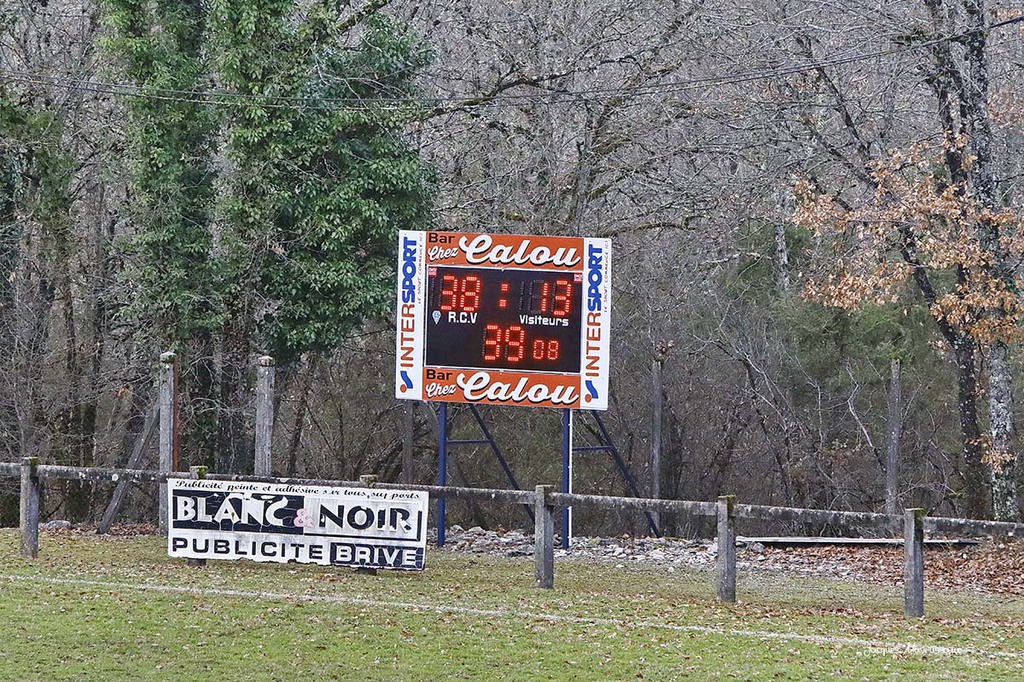 Bar
Chez Calou
INTERSPORT
38 : 13
R.C.V Visiteurs
39 08
INTERSPORT
Bar
Chez Calou
Publicité peinte et adhésive sur tous supports
BLANC & NOIR
PUBLICITE BRIVE